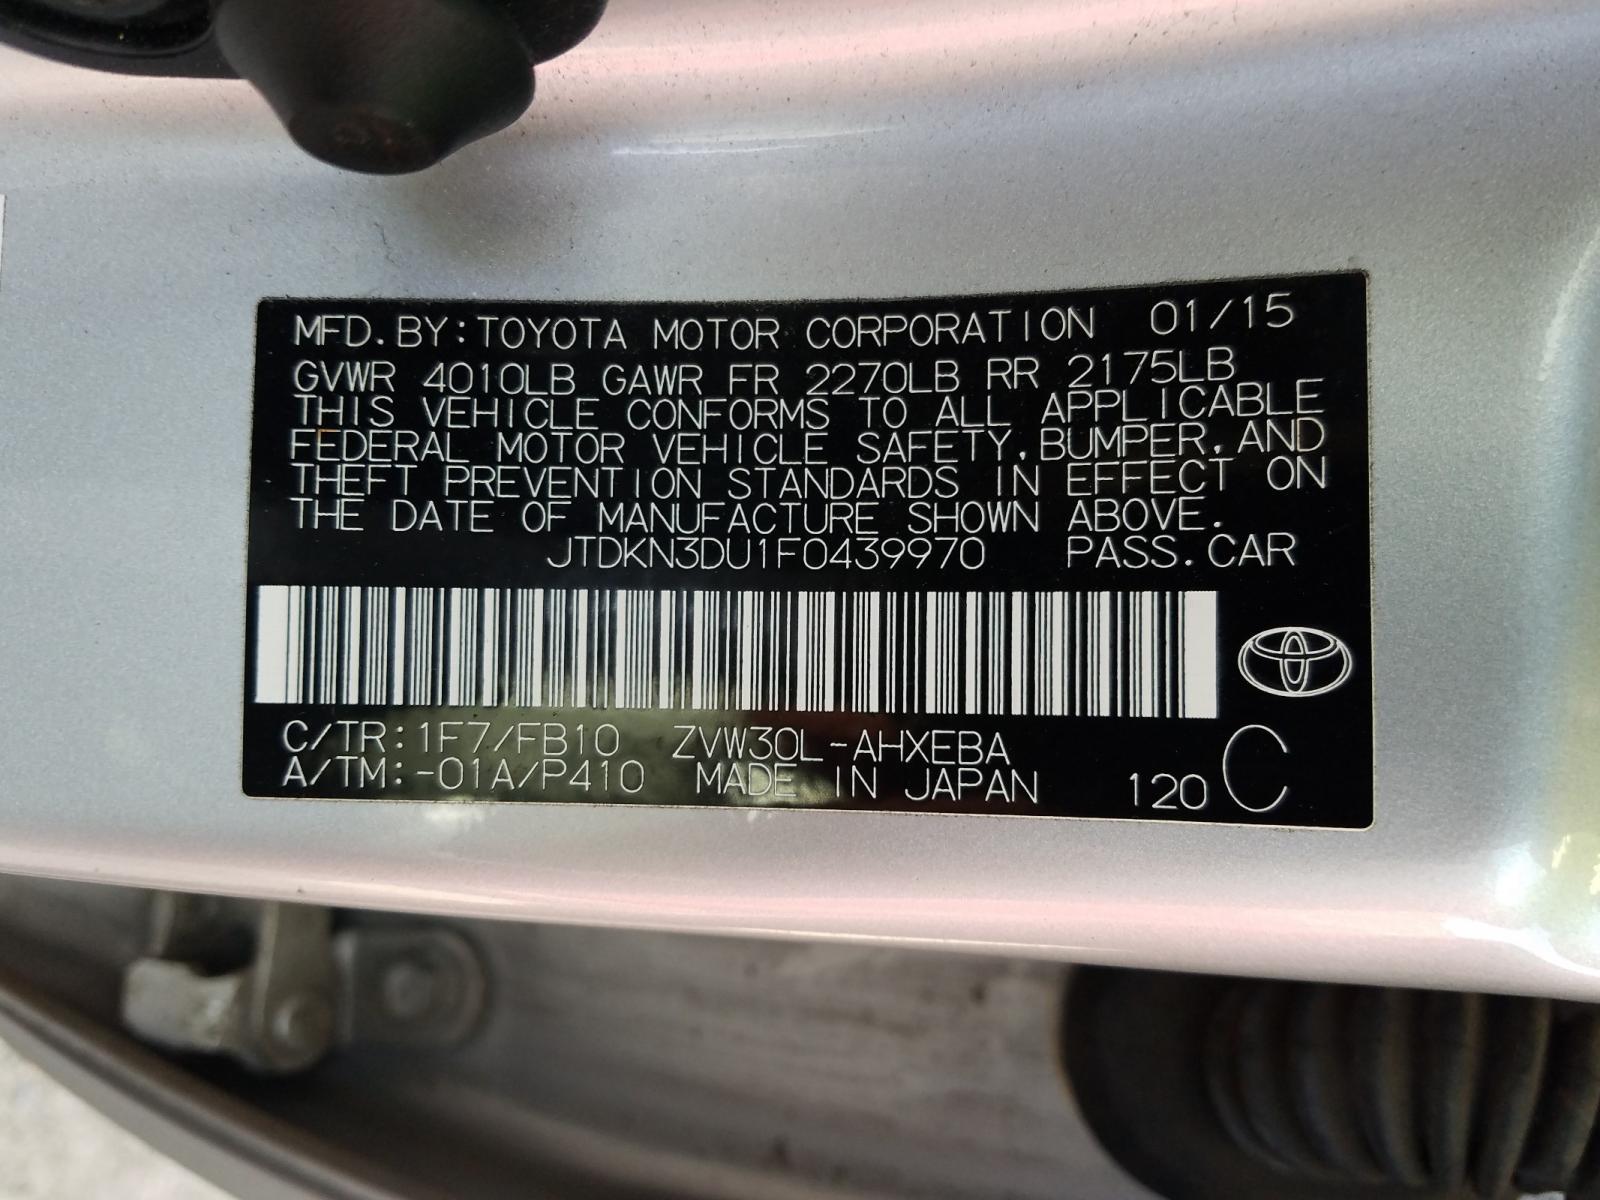 MFD. BY: TOYOTA MOTOR CORPORATION 01/15
GVWR 4010LB GAWR FR 2270LB RR 2175LB
THIS VEHICLE CONFORMS TO ALL APPLICABLE
FEDERAL MOTOR VEHICLE SAFETY, BUMPER, AND
THEFT PREVENTION STANDARDS IN EFFECT ON
THE DATE OF MANUFACTURE SHOWN ABOVE.
JTDKN3DU1F0439970 PASS. CAR
C/TR: 1F7/FB10 ZVW30L-AHXEBA
A/TM: -01A/P410 MADE IN JAPAN 120 C